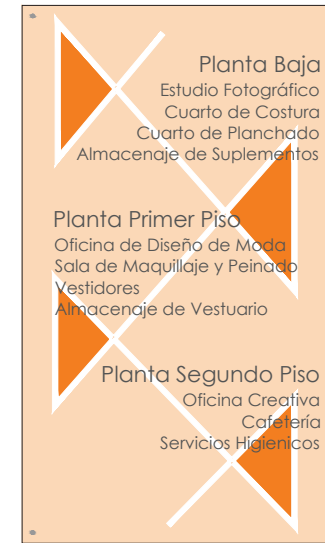 Planta Baja
Estudio Fotográfico
Cuarto de Costura
Cuarto de Planchado
Almacenaje de Suplementos
Planta Primer Piso
Oficina de Diseño de Moda
Sala de Maquillaje y Peinado
Vestidores
Almacenaje de Vestuario
Planta Segundo Piso
Oficina Creativa
Cafetería
Servicios Higienicos